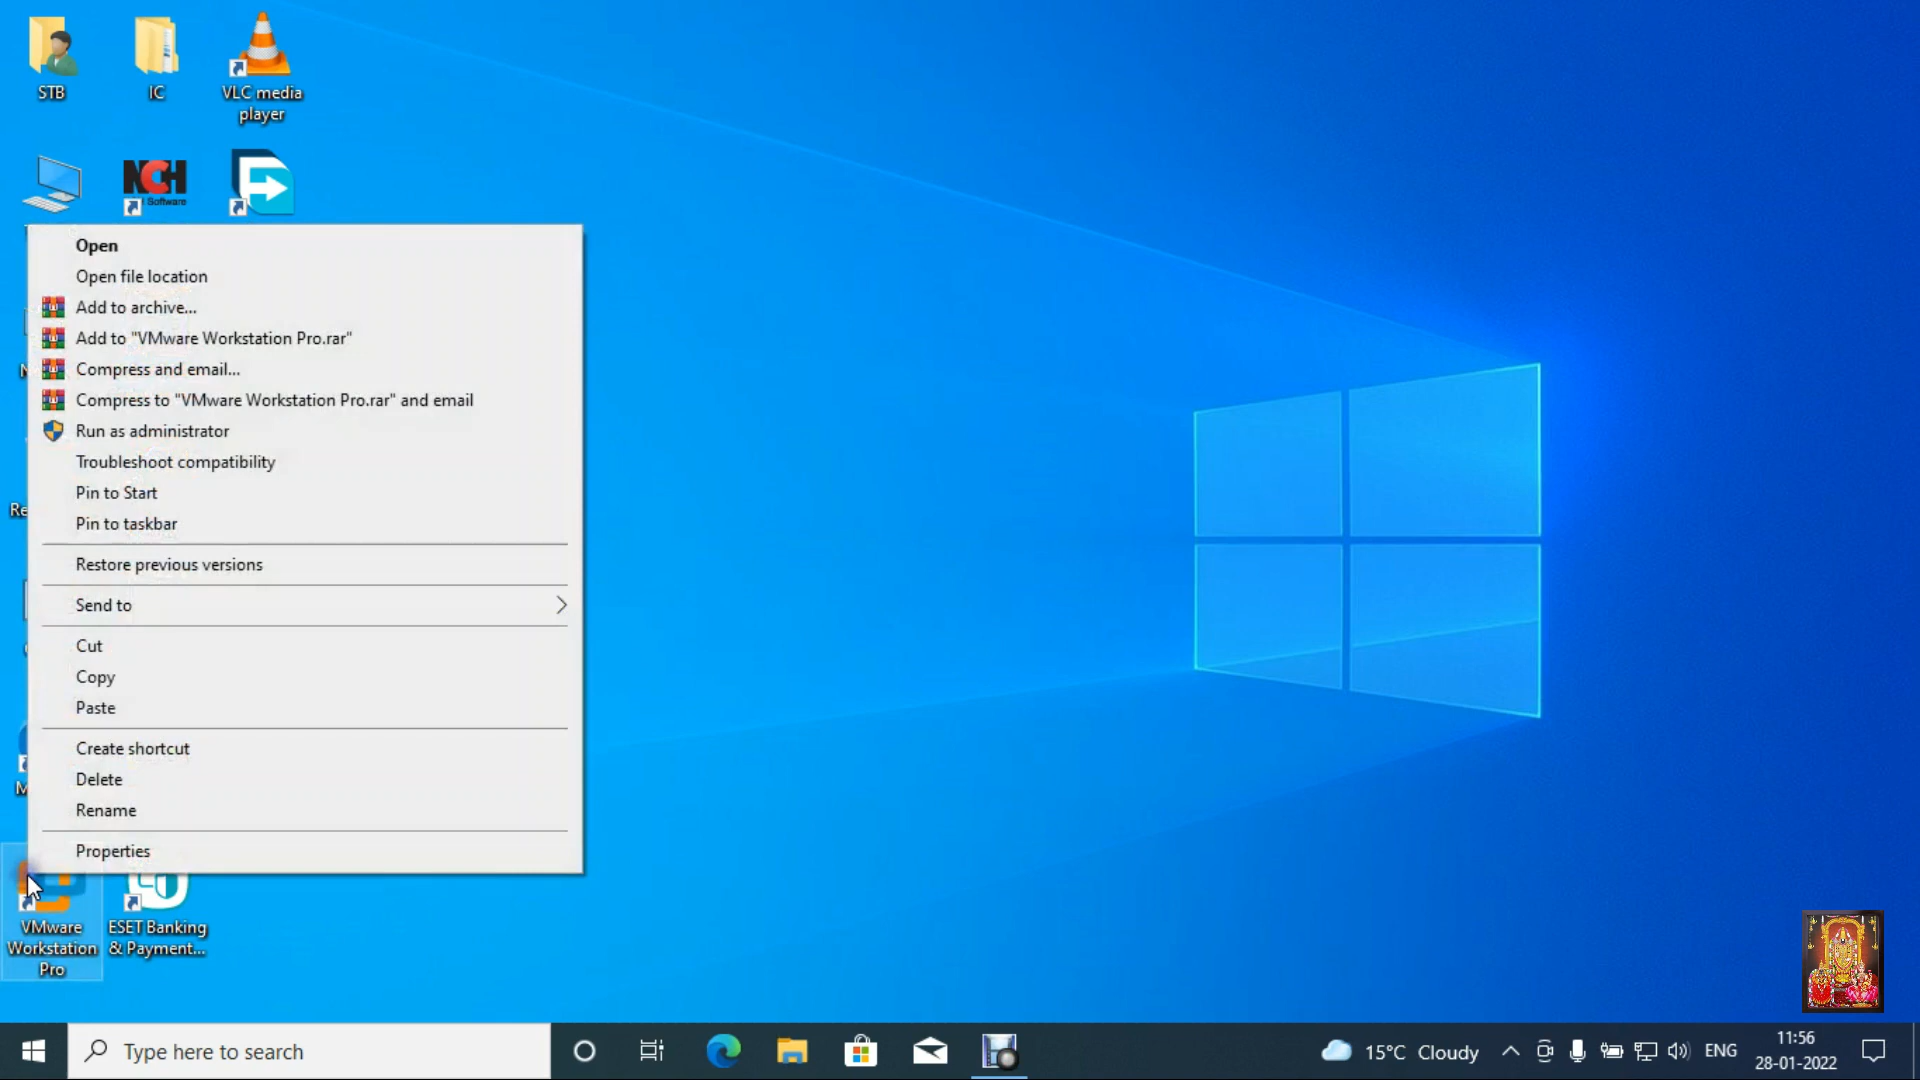 STB
IC
VLC media
player
NCH
Software
Open
Open file location
Add to archive...
Add to "VMware Workstation Pro.rar"
Compress and email...
Compress to "VMware Workstation Pro.rar" and email
Run as administrator
Troubleshoot compatibility
Pin to Start
Pin to taskbar
Re
Restore previous versions
Send to
Cut
Copy
Paste
Create shortcut
Delete
Rename
Properties
VMware
Workstation
Pro
ESET Banking
& Payment...
Type here to search
15°C Cloudy
ENG
11:56
28-01-2022